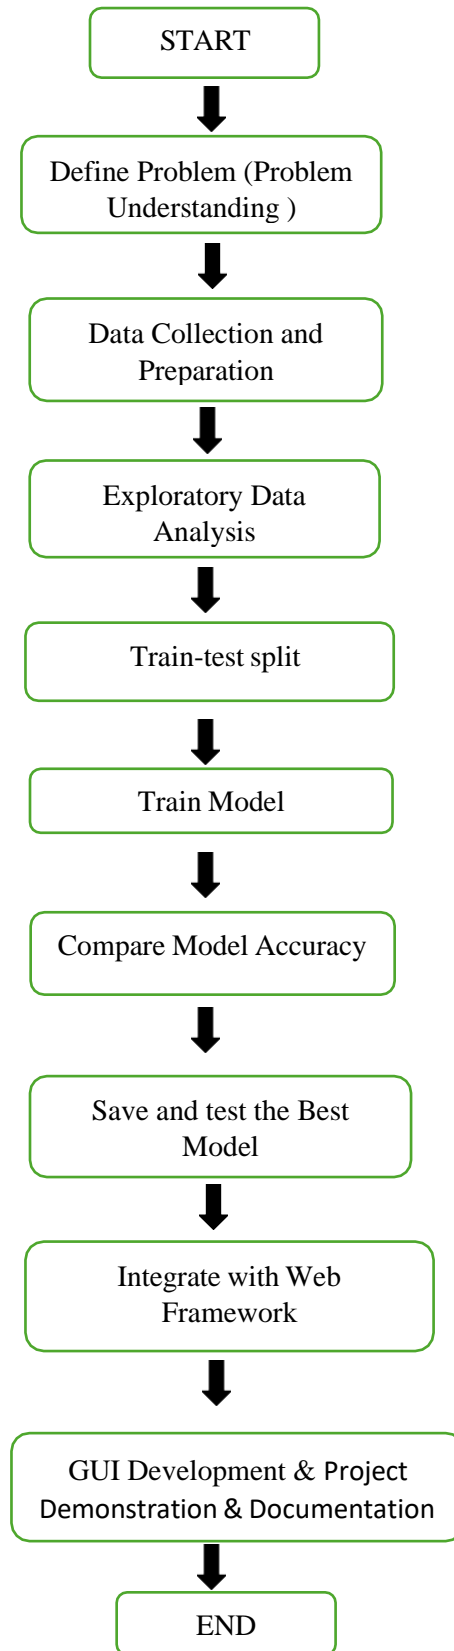 START
Define Problem (Problem
Understanding )
Data Collection and
Preparation
Exploratory Data
Analysis
Train-test split
Train Model
Compare Model Accuracy
Save and test the Best
Model
Integrate with Web
Framework
GUI Development & Project
Demonstration & Documentation
END